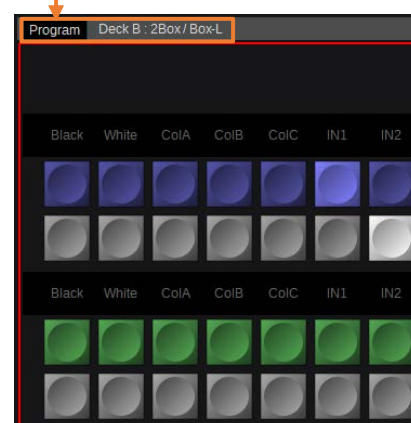 Program Deck B : 2Box / Box-L
Black White ColA ColB ColC IN1 IN2
Black White ColA ColB ColC IN1 IN2